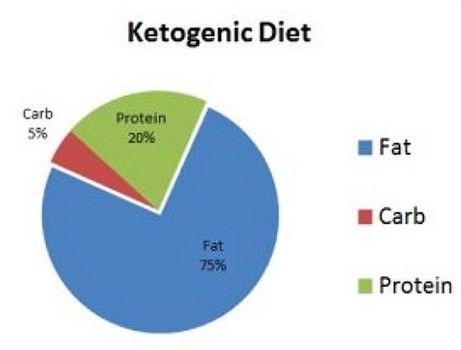 Ketogenic Diet
Carb
5%
Protein
20%
Fat
75%
Fat
Carb
Protein